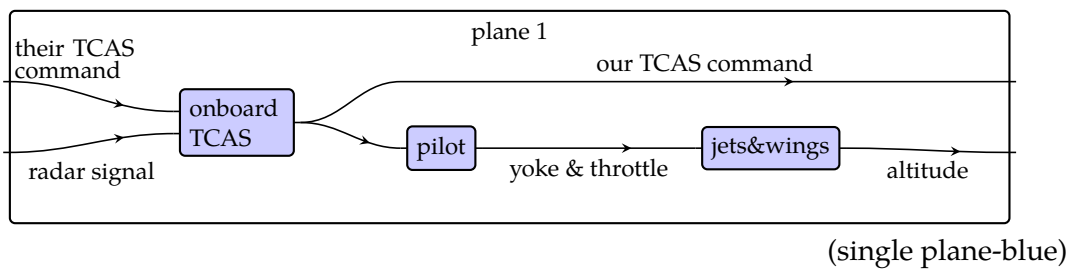 plane 1
their TCAS
command
our TCAS command
onboard
TCAS
pilot
jets&wings
radar signal
yoke & throttle
altitude
(single plane-blue)